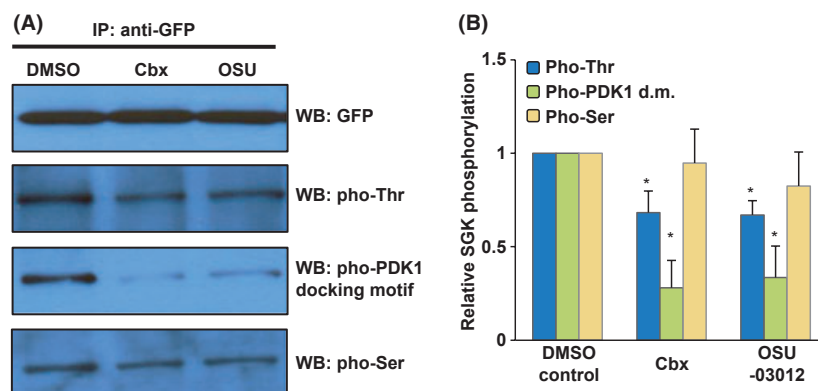 (A)
IP: anti-GFP
DMSO Cbx OSU
WB: GFP
WB: pho-Thr
WB: pho-PDK1
docking motif
WB: pho-Ser
(B)
Relative SGK phosphorylation
1.5
1
0.5
0
Pho-Thr
Pho-PDK1 d.m.
Pho-Ser
*
*
*
*
DMSO
control
Cbx
OSU
-03012